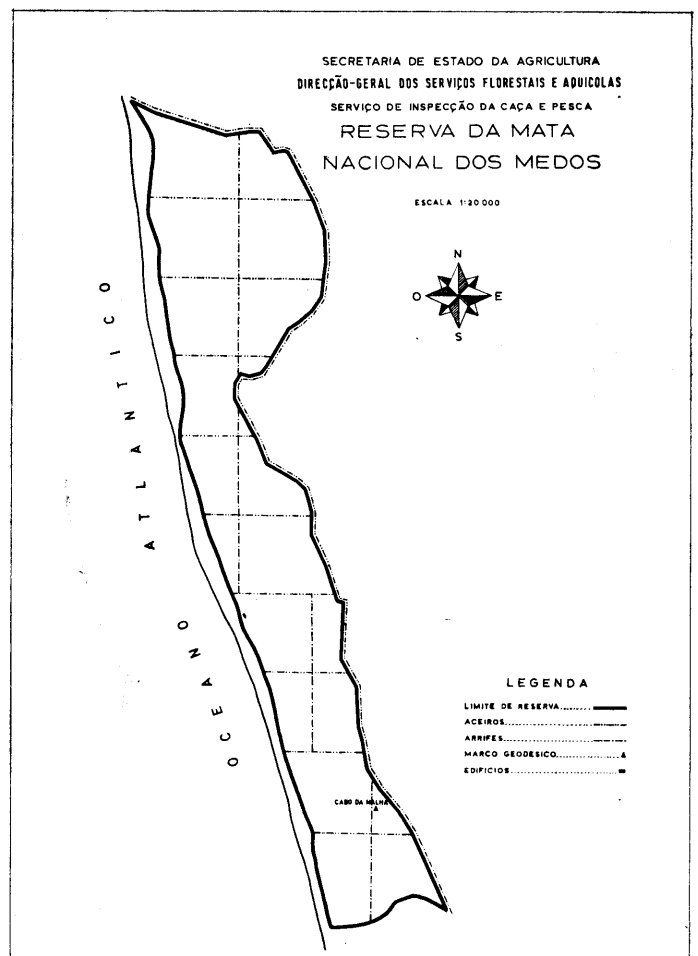 SECRETARIA DE ESTADO DA AGRICULTURA
DIRECÇÃO-GERAL DOS SERVIÇOS FLORESTAIS E AQUICOLAS
SERVIÇO DE INSPECÇÃO DA CAÇA E PESCA
RESERVA DA MATA
NACIONAL DOS MEDOS
ESCALA 1:20 000
N
O E
S
OCEANO ATLANTICO
LEGENDA
LIMITE DE RESERVA
ACEIROS
ARRIFES
MARCO GEODESICO
EDIFICIOS
CABO DA MALHA